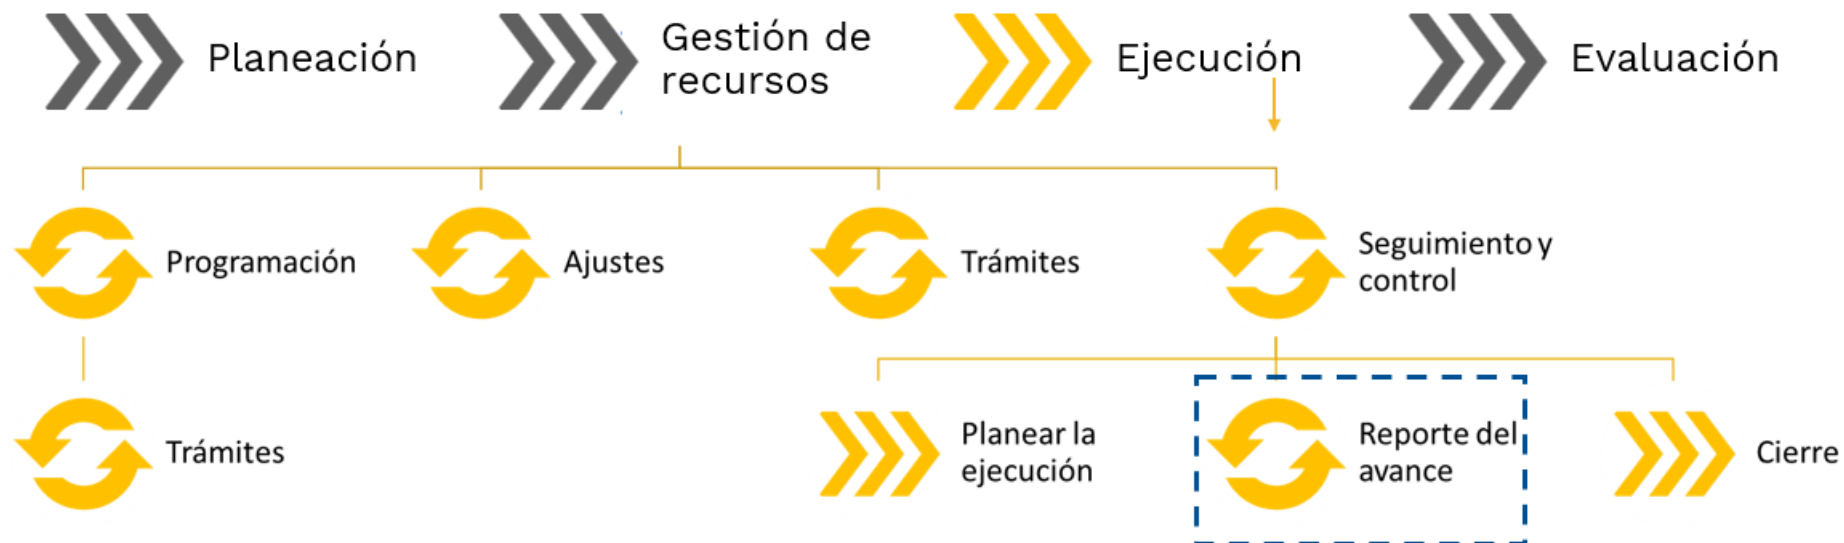 Planeación
Gestión de
recursos
Ejecución
Evaluación
Programación
Ajustes
Trámites
Seguimiento y
control
Trámites
Planear la
ejecución
Reporte del
avance
Cierre